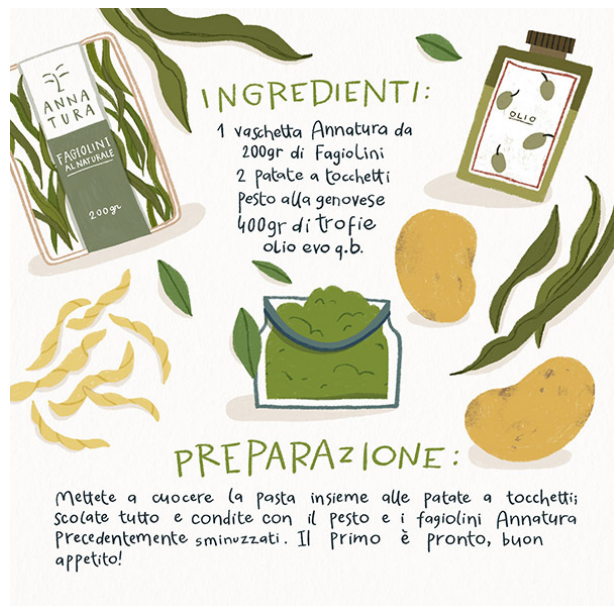 ANNA
TURA
FAGIOLINI
AL NATURALE
200gr
INGREDIENTI:
1 vaschetta Annatura da
200gr di Fagiolini
2 patate a tocchetti
pesto alla genovese
400gr di trofie
olio evo q.b.
OLIO
PREPARAZIONE:
Mettete a cuocere la pasta insieme alle patate a tocchetti;
scolate tutto e condite con il pesto e i fagiolini Annatura
precedentemente sminuzzati. Il primo è pronto, buon
appetito!